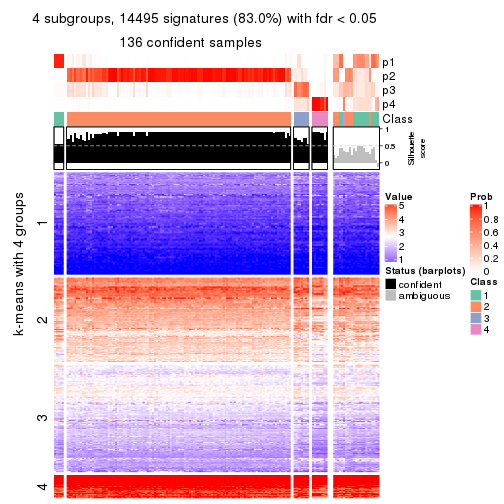 4 subgroups, 14495 signatures (83.0%) with fdr < 0.05
136 confident samples
p1
p2
p3
p4
Class
1
0.5
0
Silhouette
score
k-means with 4 groups
1
2
3
4
Value
5
4
3
2
1
Status (barplots)
confident
ambiguous
Prob
1
0.8
0.6
0.4
0.2
0
Class
1
2
3
4